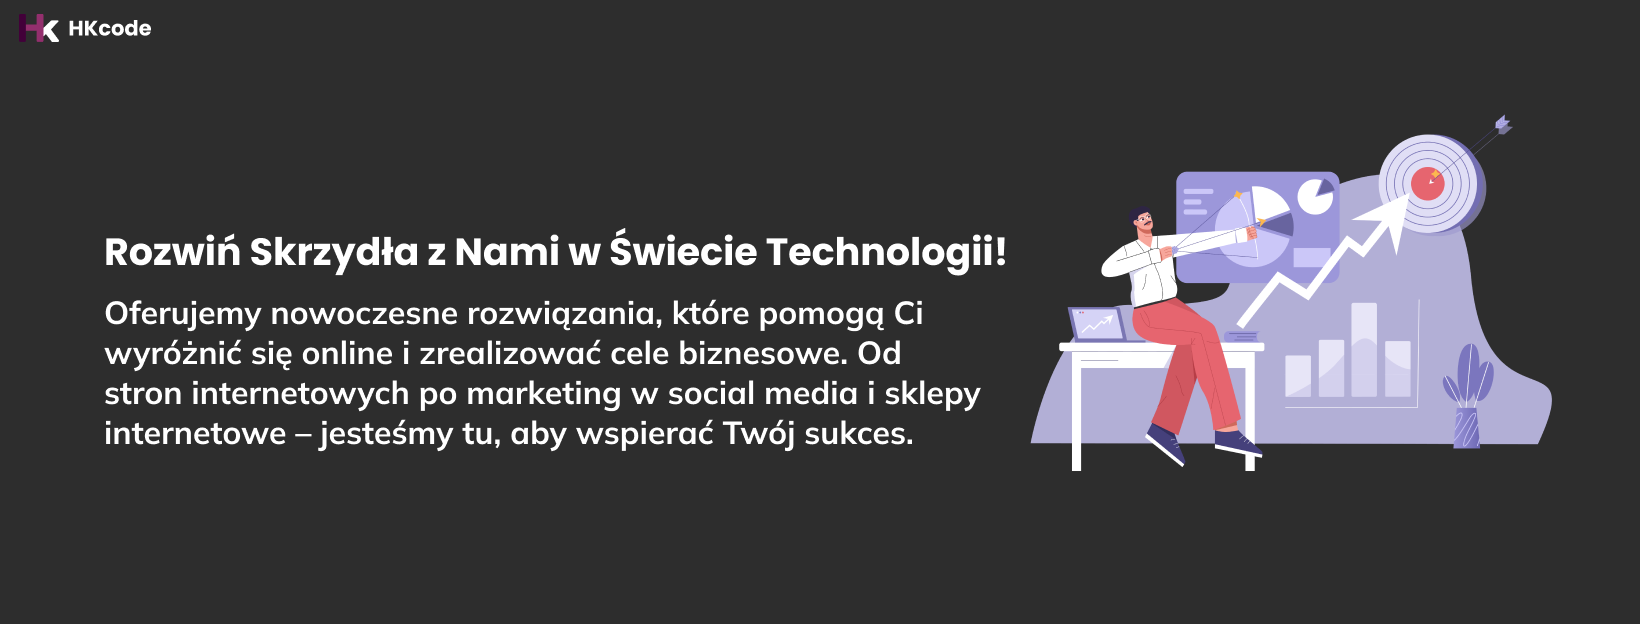 HKcode
Rozwiń Skrzydła z Nami w Świecie Technologii!
Oferujemy nowoczesne rozwiązania, które pomogą Ci
wyróżnić się online i zrealizować cele biznesowe. Od
stron internetowych po marketing w social media i sklepy
internetowe – jesteśmy tu, aby wspierać Twój sukces.